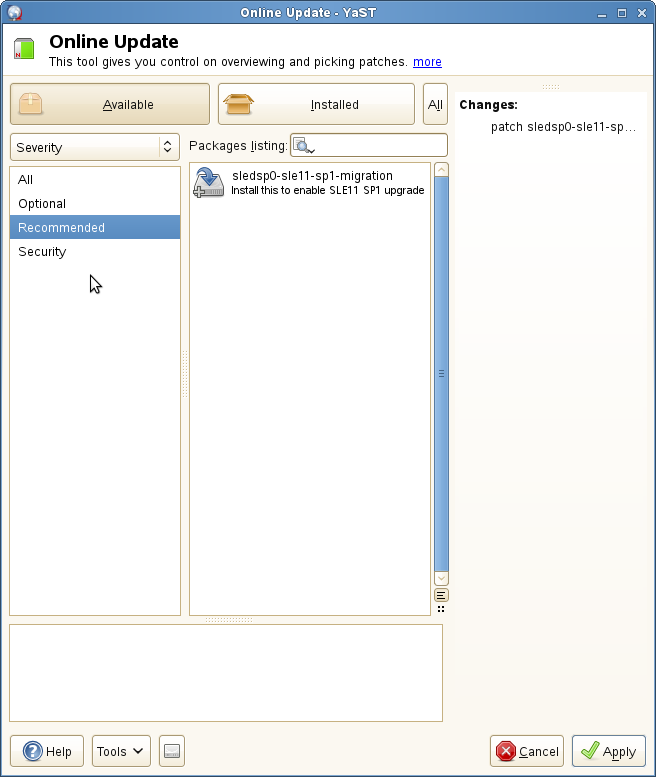 Online Update - YaST
Online Update
This tool gives you control on overviewing and picking patches. more
Available
Installed
All
Changes:
patch sledsp0-sle11-sp...
Severity
Packages listing:
All
Optional
Recommended
Security
sledsp0-sle11-sp1-migration
Install this to enable SLE11 SP1 upgrade
Help
Tools
Cancel
Apply